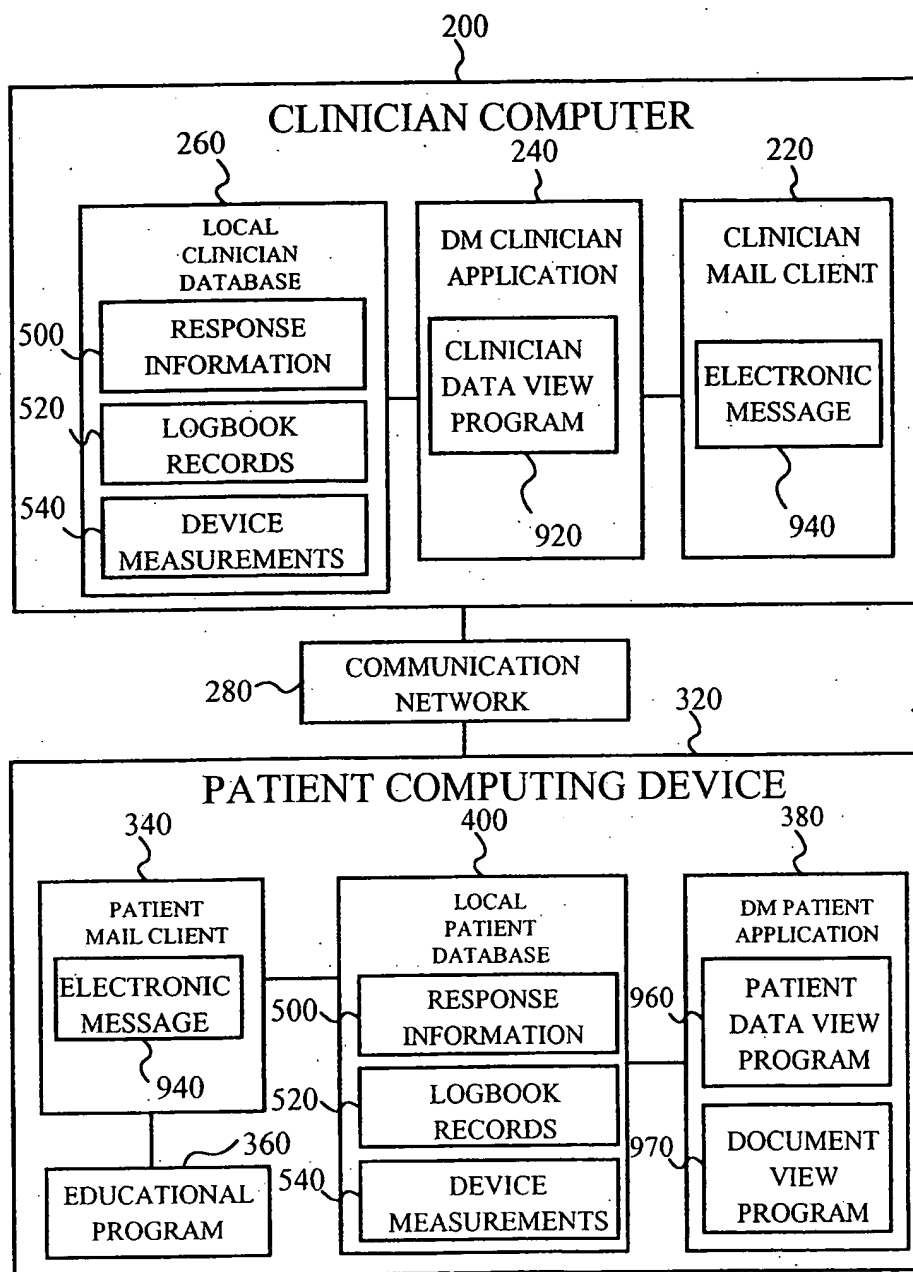 200
CLINICIAN COMPUTER
260
240
220
LOCAL
CLINICIAN
DATABASE
500
RESPONSE
INFORMATION
520
LOGBOOK
RECORDS
540
DEVICE
MEASUREMENTS
DM CLINICIAN
APPLICATION
CLINICIAN
DATA VIEW
PROGRAM
920
CLINICIAN
MAIL CLIENT
ELECTRONIC
MESSAGE
940
280
COMMUNICATION
NETWORK
320
PATIENT COMPUTING DEVICE
340
400
380
PATIENT
MAIL CLIENT
ELECTRONIC
MESSAGE
940
360
EDUCATIONAL
PROGRAM
LOCAL
PATIENT
DATABASE
500
RESPONSE
INFORMATION
520
LOGBOOK
RECORDS
540
DEVICE
MEASUREMENTS
DM PATIENT
APPLICATION
960
PATIENT
DATA VIEW
PROGRAM
970
DOCUMENT
VIEW
PROGRAM